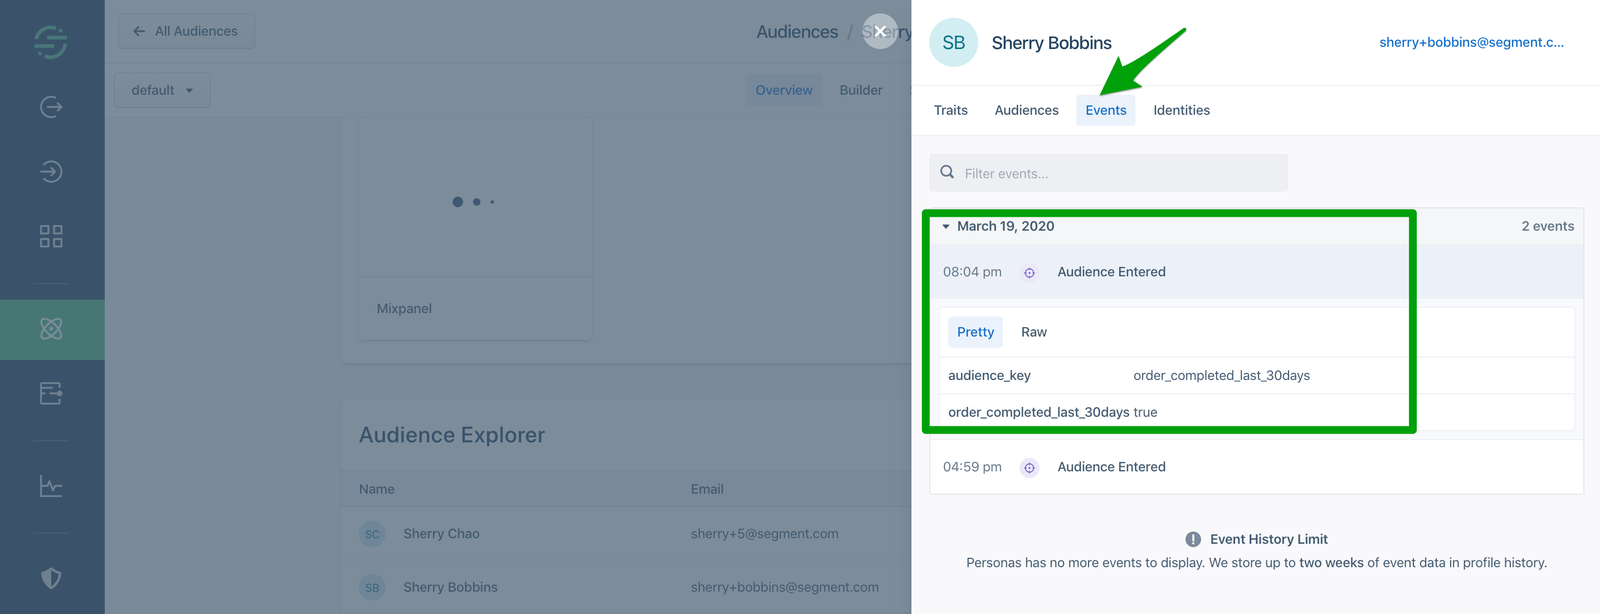 All Audiences
Audiences / Sherry
default
Overview Builder
Mixpanel
Audience Explorer
Name Email
SC Sherry Chao sherry+5@segment.com
SB Sherry Bobbins sherry+bobbins@segment.com
SB Sherry Bobbins sherry+bobbins@segment.c...
Traits Audiences Events Identities
Filter events...
March 19, 2020 2 events
08:04 pm Audience Entered
Pretty Raw
audience_key order_completed_last_30days
order_completed_last_30days true
04:59 pm Audience Entered
Event History Limit
Personas has no more events to display. We store up to two weeks of event data in profile history.